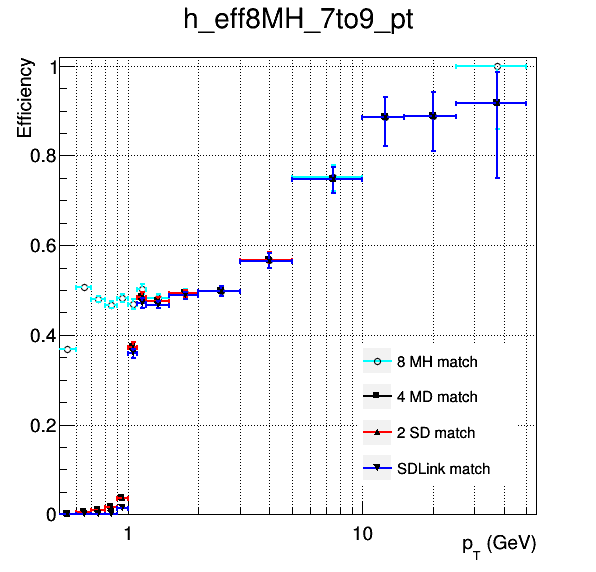 h_eff8MH_7to9_pt
Efficiency
1
0.8
0.6
0.4
0.2
0
8 MH match
4 MD match
2 SD match
SDLink match
1
10
p_T (GeV)